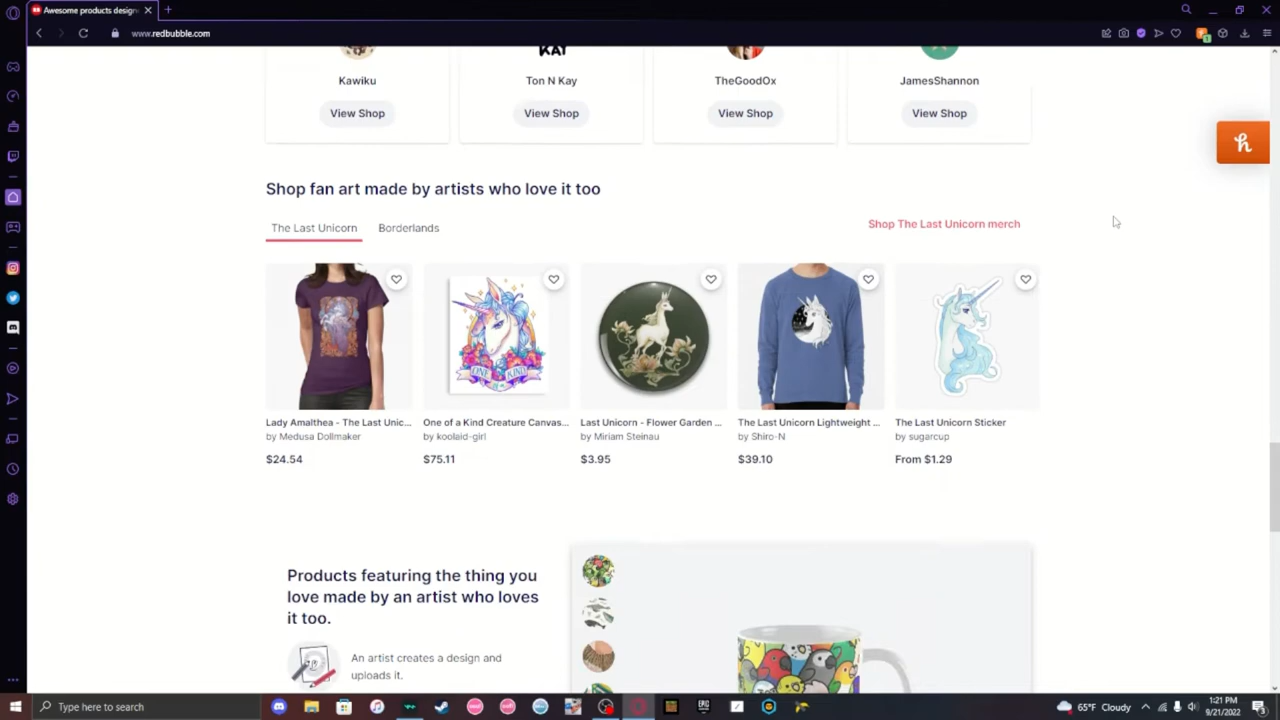 Awesome products design
www.redbubble.com
KAY
Kawiku
Ton N Kay
TheGoodOx
JamesShannon
View Shop
View Shop
View Shop
View Shop
Shop fan art made by artists who love it too
The Last Unicorn
Borderlands
Shop The Last Unicorn merch
ONE of a KIND
Lady Amalthea - The Last Unic...
One of a Kind Creature Canvas...
Last Unicorn - Flower Garden ...
The Last Unicorn Lightweight ...
The Last Unicorn Sticker
by Medusa Dollmaker
by koolaid-girl
by Miriam Steinau
by Shiro-N
by sugarcup
$24.54
$75.11
$3.95
$39.10
From $1.29
Products featuring the thing you
love made by an artist who loves
it too.
An artist creates a design and
uploads it.
Type here to search
EPIC
65°F Cloudy
1:21 PM
9/21/2022